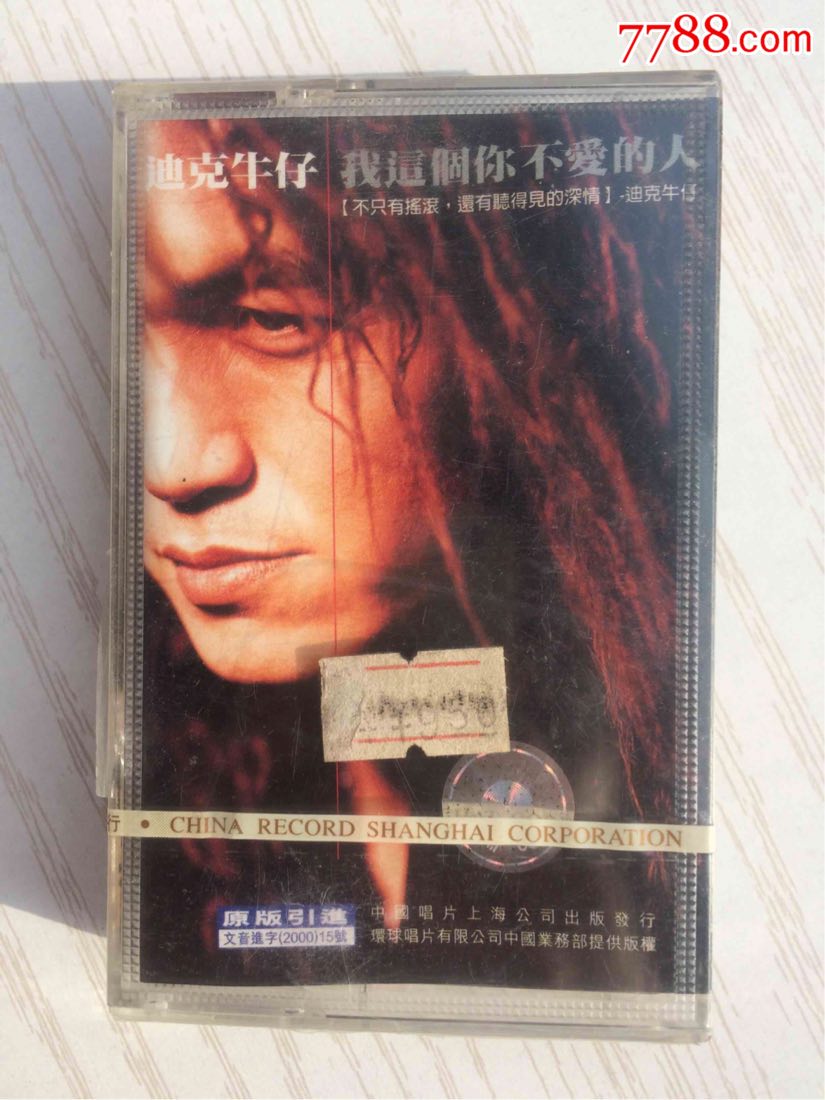 7788.com
迪克牛仔 我這個你不愛的人
【不只有搖滾，還有聽得見的深情】-迪克牛仔
行 • CHINA RECORD SHANGHAI CORPORATION
原版引進 中國唱片上海公司出版發行
文音進字(2000)15號 環球唱片有限公司中國業務部提供版權